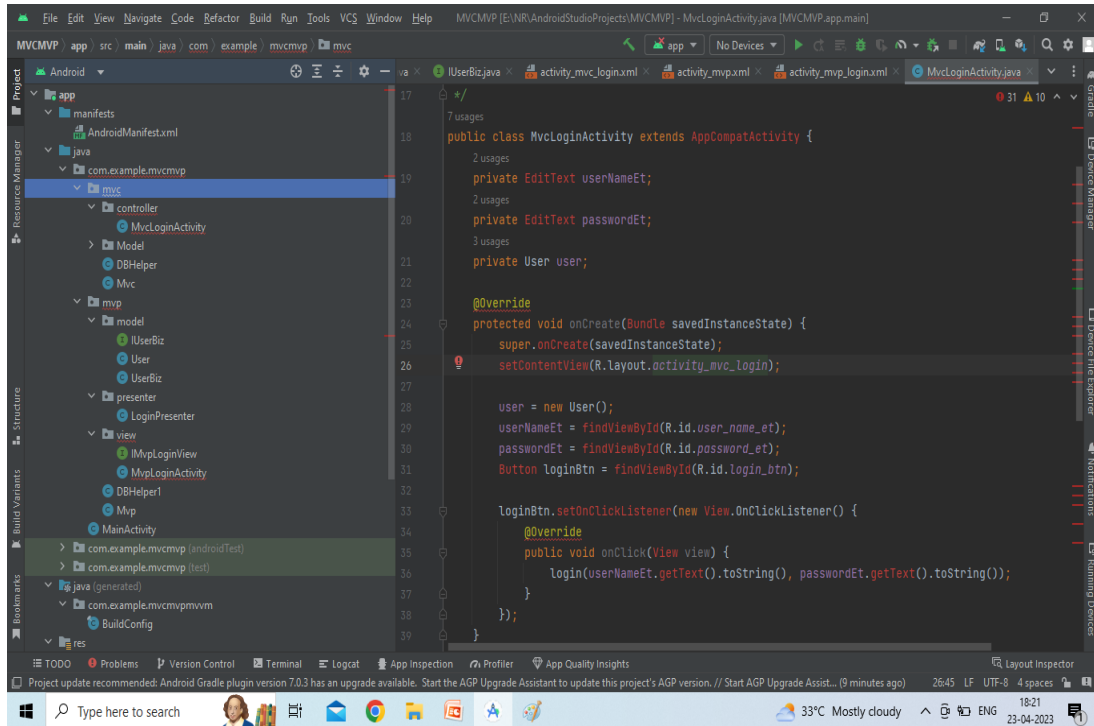 File Edit View Navigate Code Refactor Build Run Tools VCS Window Help MVCMVP [E:\NR\AndroidStudioProjects\MVCMVP] - MvcLoginActivity.java [MVCMVP.app.main]
MVCMVP app src main java com example mvcmvp mvc app No Devices
Android
va IUserBiz.java activity_mvc_login.xml activity_mvp.xml activity_mvp_login.xml MvcLoginActivity.java
Project
Resource Manager
Structure
Build Variants
Bookmarks
app
manifests
AndroidManifest.xml
java
com.example.mvcmvp
mvc
controller
MvcLoginActivity
Model
DBHelper
Mvc
mvp
model
IUserBiz
User
UserBiz
presenter
LoginPresenter
view
IMvpLoginView
MvpLoginActivity
DBHelper1
Mvp
MainActivity
com.example.mvcmvp (androidTest)
com.example.mvcmvp (test)
java (generated)
com.example.mvcmvpmvvm
BuildConfig
res
31 10
17 */
7 usages
18 public class MvcLoginActivity extends AppCompatActivity {
2 usages
19 private EditText userNameEt;
2 usages
20 private EditText passwordEt;
3 usages
21 private User user;
22
23 @Override
24 protected void onCreate(Bundle savedInstanceState) {
25 super.onCreate(savedInstanceState);
26 setContentView(R.layout.activity_mvc_login);
27
28 user = new User();
29 userNameEt = findViewById(R.id.user_name_et);
30 passwordEt = findViewById(R.id.password_et);
31 Button loginBtn = findViewById(R.id.login_btn);
32
33 loginBtn.setOnClickListener(new View.OnClickListener() {
34 @Override
35 public void onClick(View view) {
36 login(userNameEt.getText().toString(), passwordEt.getText().toString());
37 }
38 });
39 }
Gradle
Device Manager
Device File Explorer
Notifications
Running Devices
TODO Problems Version Control Terminal Logcat App Inspection Profiler App Quality Insights Layout Inspector
Project update recommended: Android Gradle plugin version 7.0.3 has an upgrade available. Start the AGP Upgrade Assistant to update this project's AGP version. // Start AGP Upgrade Assist... (9 minutes ago) 26:45 LF UTF-8 4 spaces
Type here to search 33°C Mostly cloudy ENG 18:21
23-04-2023